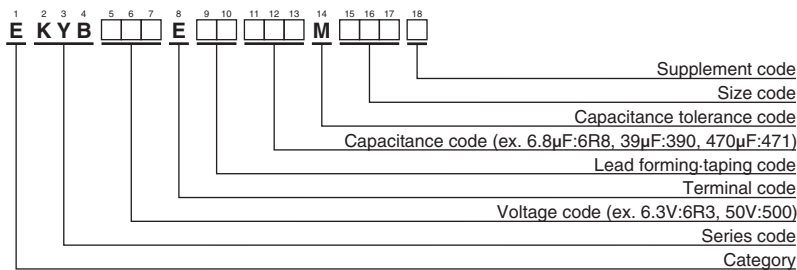 1 2 3 4 5 6 7 8 9 10 11 12 13 14 15 16 17 18
E KYB E M
Supplement code
Size code
Capacitance tolerance code
Capacitance code (ex. 6.8µF:6R8, 39µF:390, 470µF:471)
Lead forming·taping code
Terminal code
Voltage code (ex. 6.3V:6R3, 50V:500)
Series code
Category